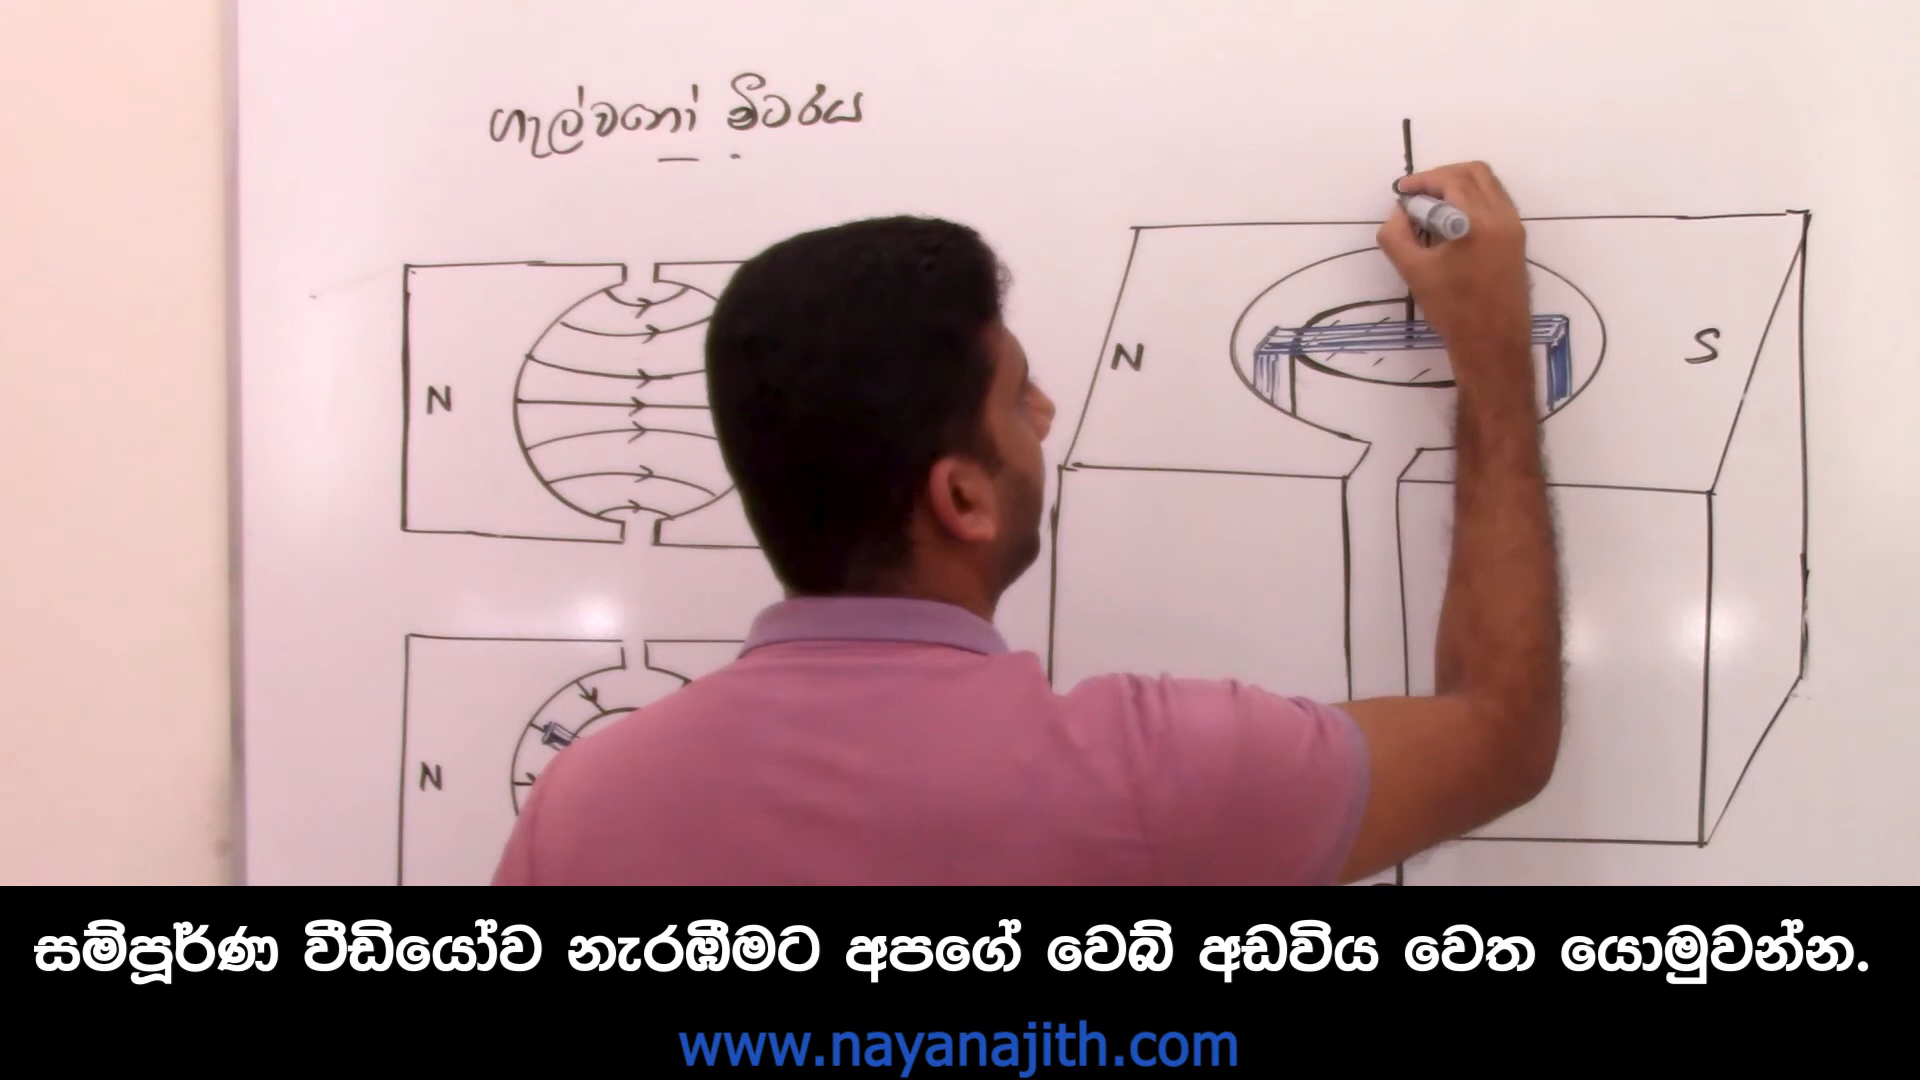 ගැල්වනෝ මීටරය
N
N
N
S
සම්පූර්ණ වීඩියෝව නැරඹීමට අපගේ වෙබ් අඩවිය වෙත යොමුවන්න.
www.nayanajith.com